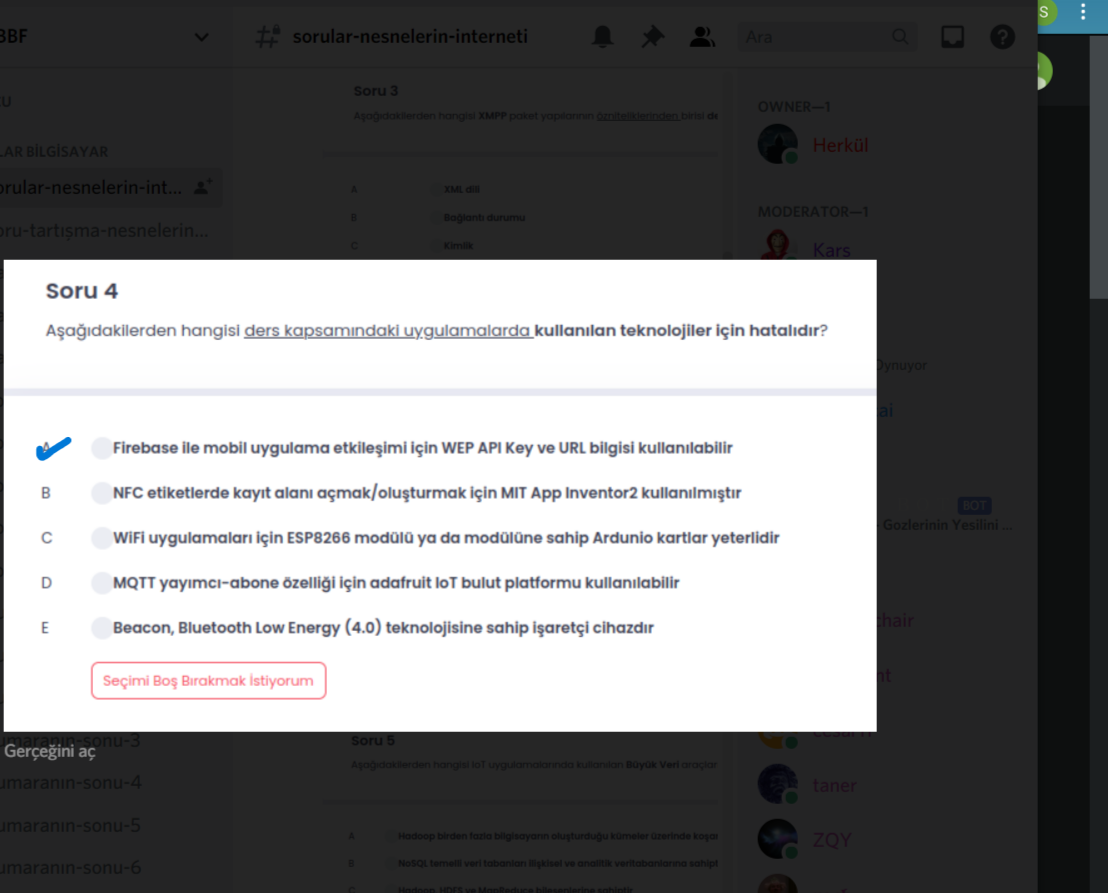 BBF
sorular-nesnelerin-interneti
Ara
S
Soru 3
Aşağıdakilerden hangisi XMPP paket yapılarının özniteliklerinden birisi de
A XML dili
B Bağlantı durumu
C Kimlik
LAR BİLGİSAYAR
orular-nesnelerin-int...
oru-tartışma-nesnelerin...
OWNER—1
Herkül
MODERATOR—1
Kars
Soru 4
Aşağıdakilerden hangisi ders kapsamındaki uygulamalarda kullanılan teknolojiler için hatalıdır?
A Firebase ile mobil uygulama etkileşimi için WEP API Key ve URL bilgisi kullanılabilir
B NFC etiketlerde kayıt alanı açmak/oluşturmak için MIT App Inventor2 kullanılmıştır
C WiFi uygulamaları için ESP8266 modülü ya da modülüne sahip Ardunio kartlar yeterlidir
D MQTT yayımcı-abone özelliği için adafruit IoT bulut platformu kullanılabilir
E Beacon, Bluetooth Low Energy (4.0) teknolojisine sahip işaretçi cihazdır
Seçimi Boş Bırakmak İstiyorum
Oynuyor
ai
BOT
- Gozlerinin Yesilini ...
chair
nt
umaranın-sonu-3
Gerçeğini aç
umaranın-sonu-4
umaranın-sonu-5
umaranın-sonu-6
Soru 5
Aşağıdakilerden hangisi IoT uygulamalarında kullanılan Büyük Veri araçlar
A Hadoop birden fazla bilgisayarın oluşturduğu kümeler üzerinde koşar
B NoSQL temelli veri tabanları ilişkisel ve analitik veritabanlarına sahipt
C Hadoop, HDFS ve MapReduce bileşenlerine sahiptir
taner
ZQY